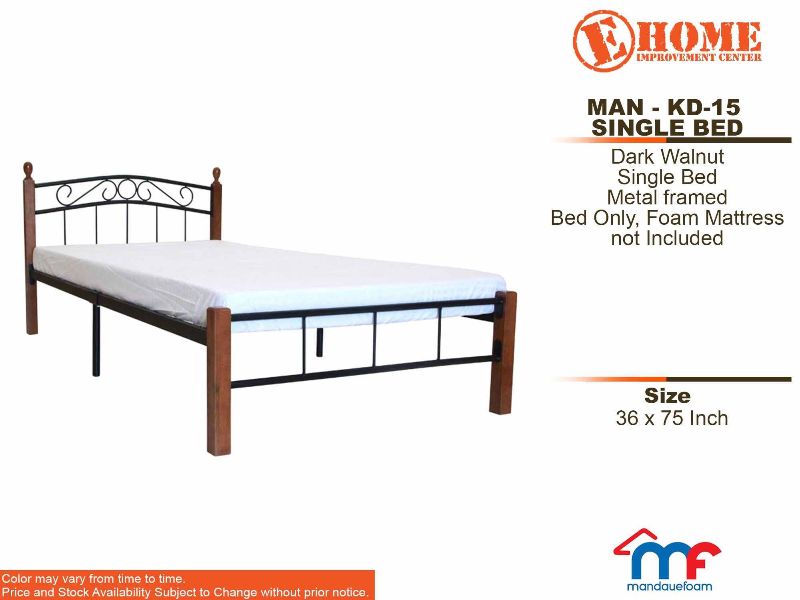 E HOME
IMPROVEMENT CENTER
MAN - KD-15
SINGLE BED
Dark Walnut
Single Bed
Metal framed
Bed Only, Foam Mattress
not Included
Size
36 x 75 Inch
mf
mandauefoam
Color may vary from time to time.
Price and Stock Availability Subject to Change without prior notice.